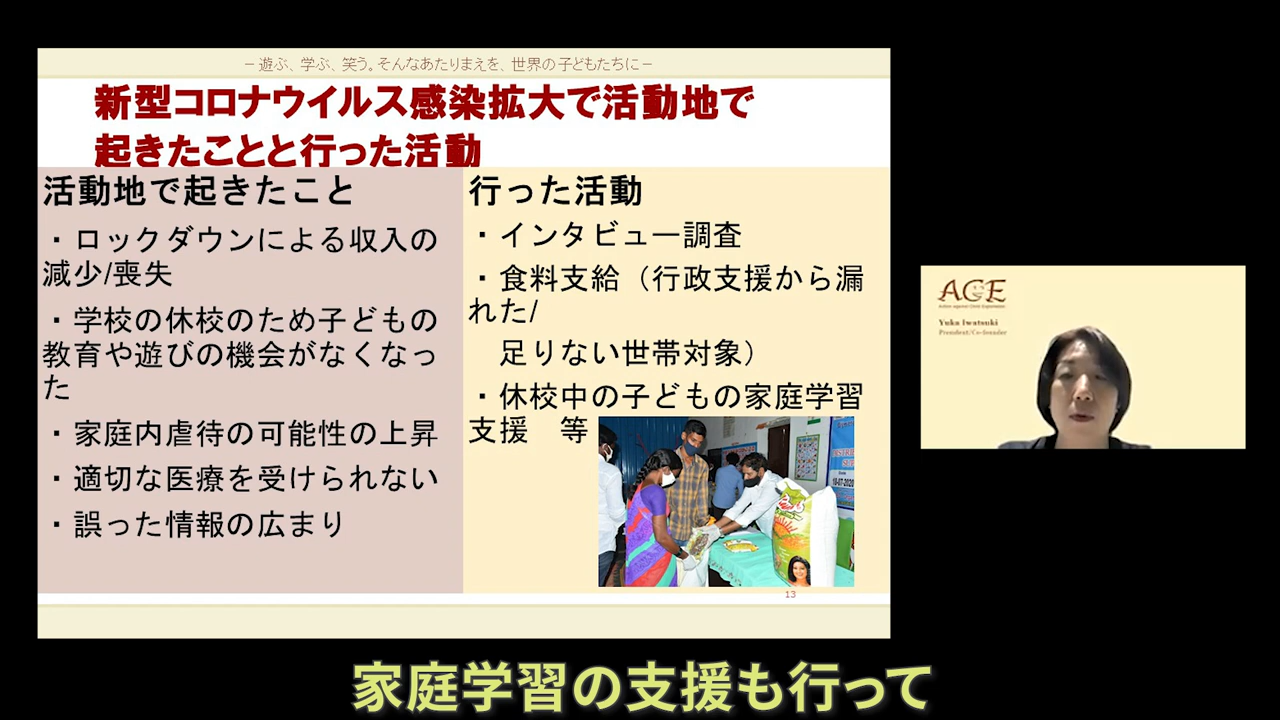 －遊ぶ、学ぶ、笑う。そんなあたりまえを、世界の子どもたちに－
新型コロナウイルス感染拡大で活動地で
起きたことと行った活動
活動地で起きたこと
・ロックダウンによる収入の
減少/喪失
・学校の休校のため子どもの
教育や遊びの機会がなくなっ
た
・家庭内虐待の可能性の上昇
・適切な医療を受けられない
・誤った情報の広まり
行った活動
・インタビュー調査
・食料支給（行政支援から漏
れた/
足りない世帯対象）
・休校中の子どもの家庭学習
支援　等
13
ACE
Action against Child Exploitation
Yuka Iwatsuki
President/Co-founder
家庭学習の支援も行って